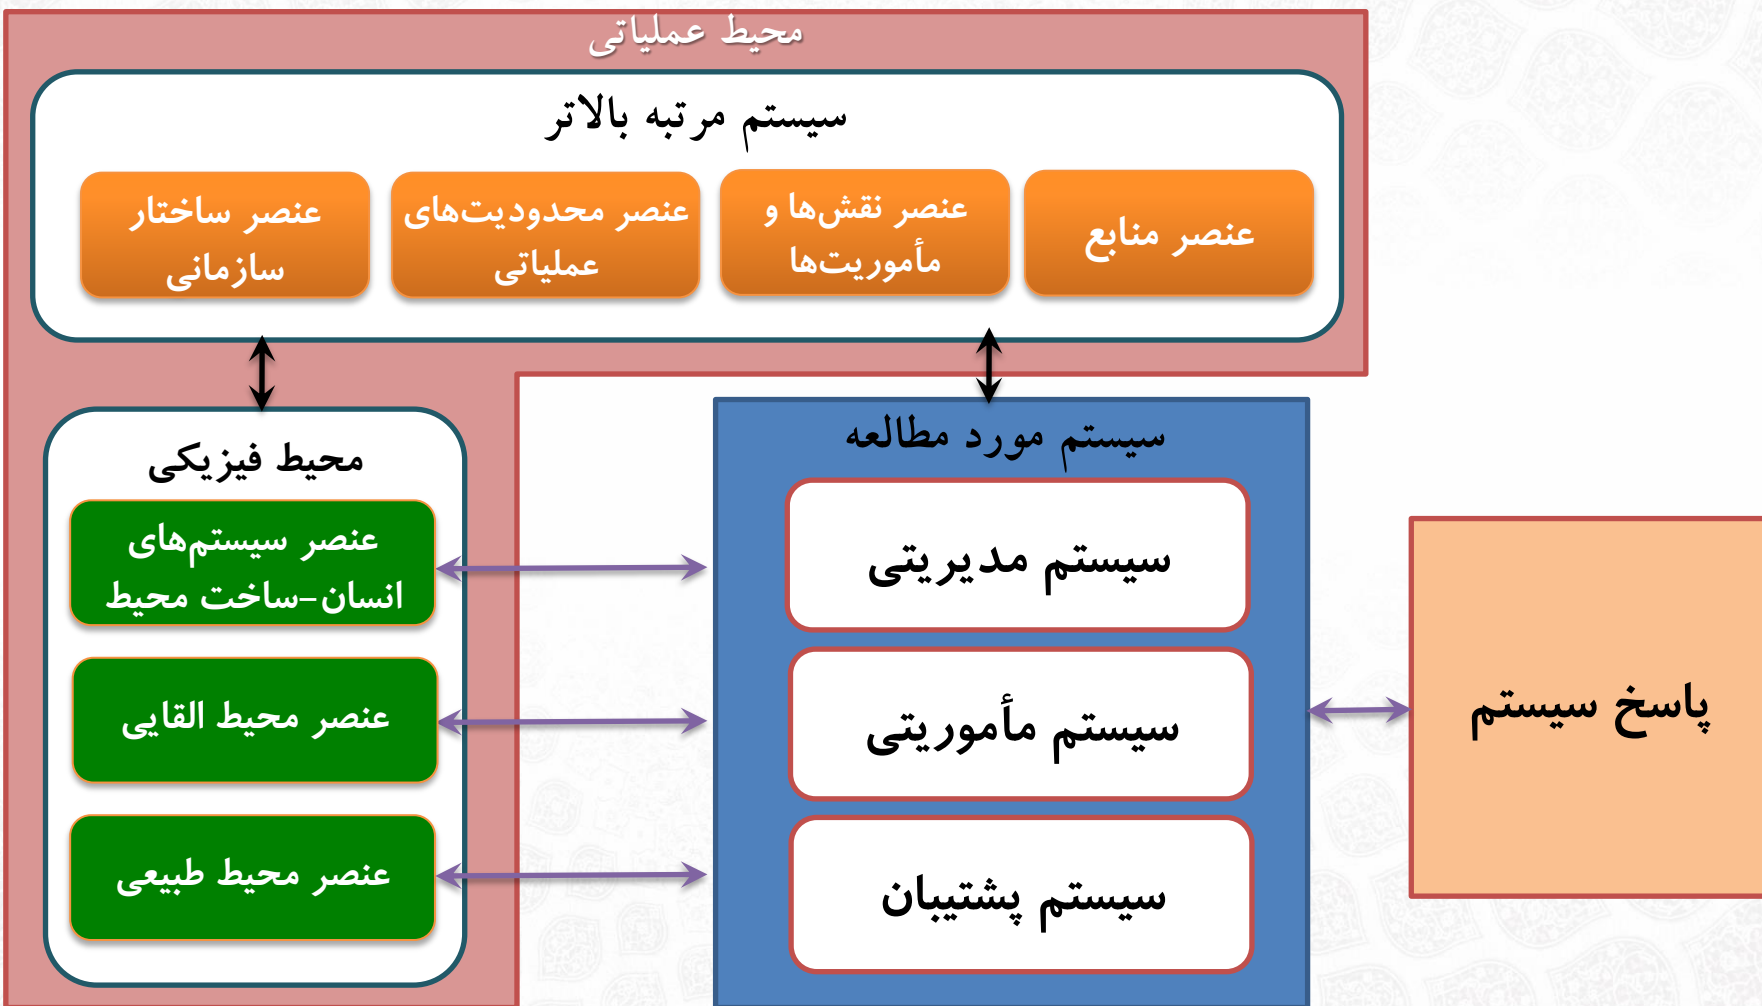 محیط عملیاتی
سیستم مرتبه بالاتر
عنصر منابع
عنصر نقش‌ها و
مأموریت‌ها
عنصر محدودیت‌های
عملیاتی
عنصر ساختار
سازمانی
محیط فیزیکی
عنصر سیستم‌های
انسان-ساخت محیط
عنصر محیط القایی
عنصر محیط طبیعی
سیستم مورد مطالعه
سیستم مدیریتی
سیستم مأموریتی
سیستم پشتیبان
پاسخ سیستم